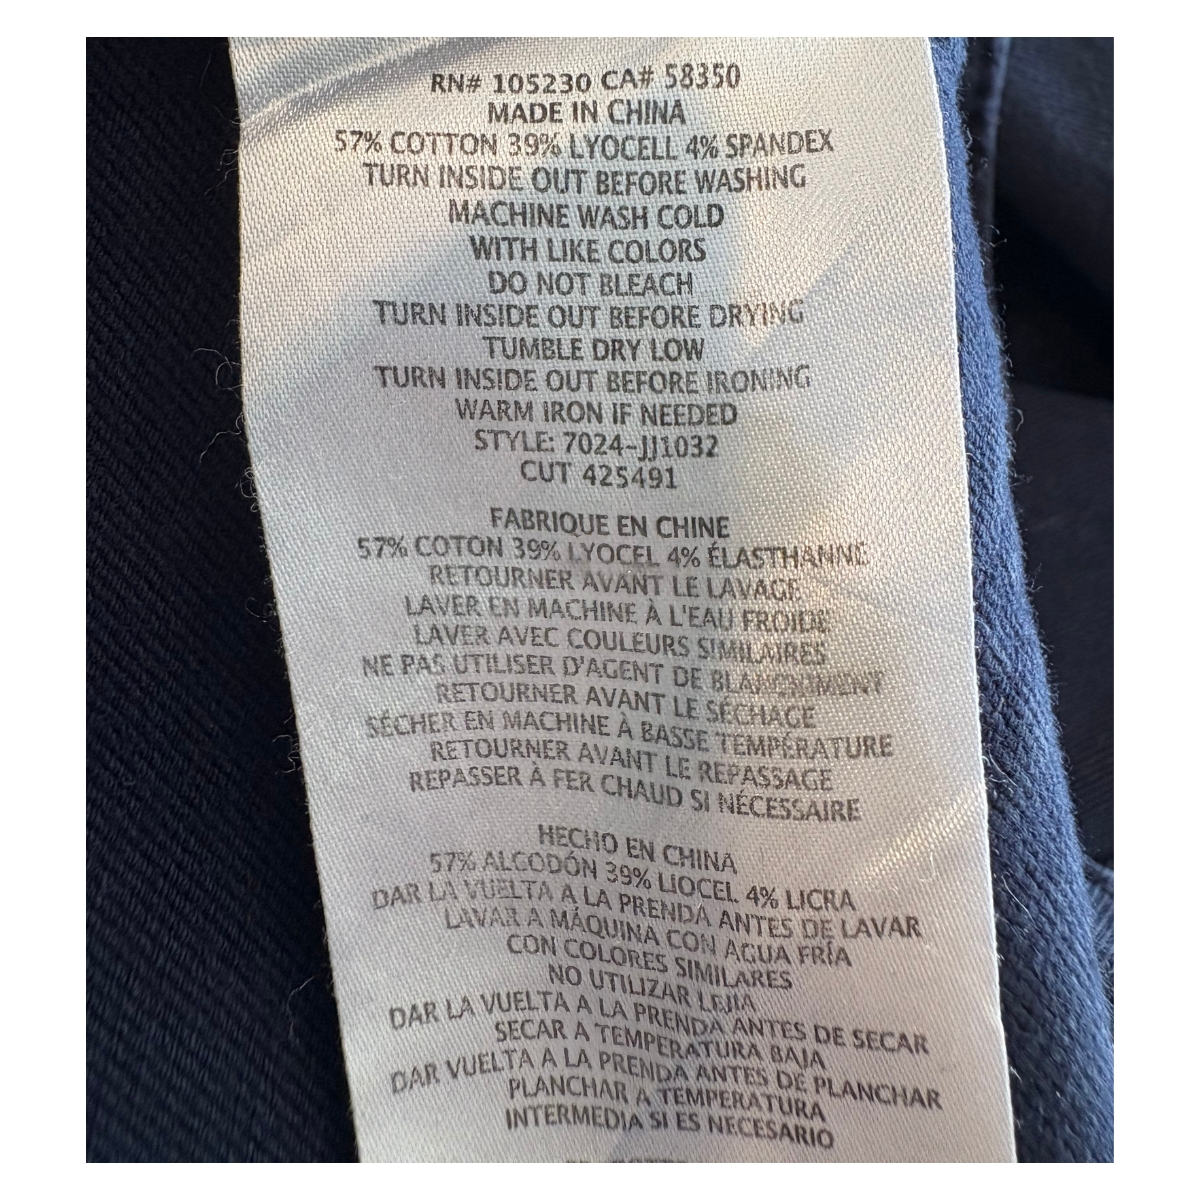 RN# 105230 CA# 58350
MADE IN CHINA
57% COTTON 39% LYOCELL 4% SPANDEX
TURN INSIDE OUT BEFORE WASHING
MACHINE WASH COLD
WITH LIKE COLORS
DO NOT BLEACH
TURN INSIDE OUT BEFORE DRYING
TUMBLE DRY LOW
TURN INSIDE OUT BEFORE IRONING
WARM IRON IF NEEDED
STYLE: 7024-JJ1032
CUT 425491
FABRIQUE EN CHINE
57% COTON 39% LYOCEL 4% ÉLASTHANNE
RETOURNER AVANT LE LAVAGE
LAVER EN MACHINE À L'EAU FROIDE
LAVER AVEC COULEURS SIMILAIRES
NE PAS UTILISER D'AGENT DE
RETOURNER AVANT LE SÉCHAGE
SÉCHER EN MACHINE À BASSE TEMPÉRATURE
RETOURNER AVANT LE REPASSAGE
REPASSER À FER CHAUD SI NÉCESSAIRE
HECHO EN CHINA
57% ALGODÓN 39% LIOCEL 4% LICRA
DAR LA VUELTA A LA PRENDA ANTES DE LAVAR
LAVAR A MÁQUINA CON AGUA FRÍA
CON COLORES SIMILARES
NO UTILIZAR LEJIA
DAR LA VUELTA A LA PRENDA ANTES DE SECAR
SECAR A TEMPERATURA BAJA
DAR VUELTA A LA PRENDA ANTES DE PLANCHAR
PLANCHAR A TEMPERATURA
INTERMEDIA SI ES NECESARIO